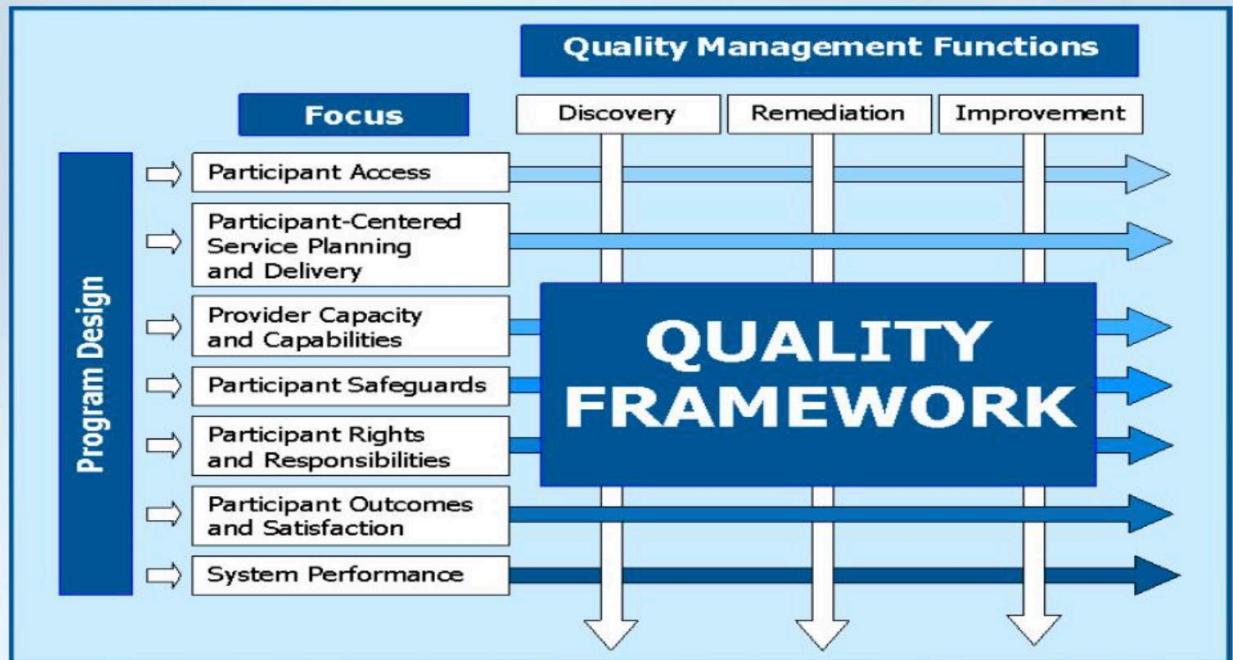 Quality Management Functions
Focus
Discovery
Remediation
Improvement
Program Design
Participant Access
Participant-Centered
Service Planning
and Delivery
Provider Capacity
and Capabilities
Participant Safeguards
Participant Rights
and Responsibilities
Participant Outcomes
and Satisfaction
System Performance
QUALITY
FRAMEWORK